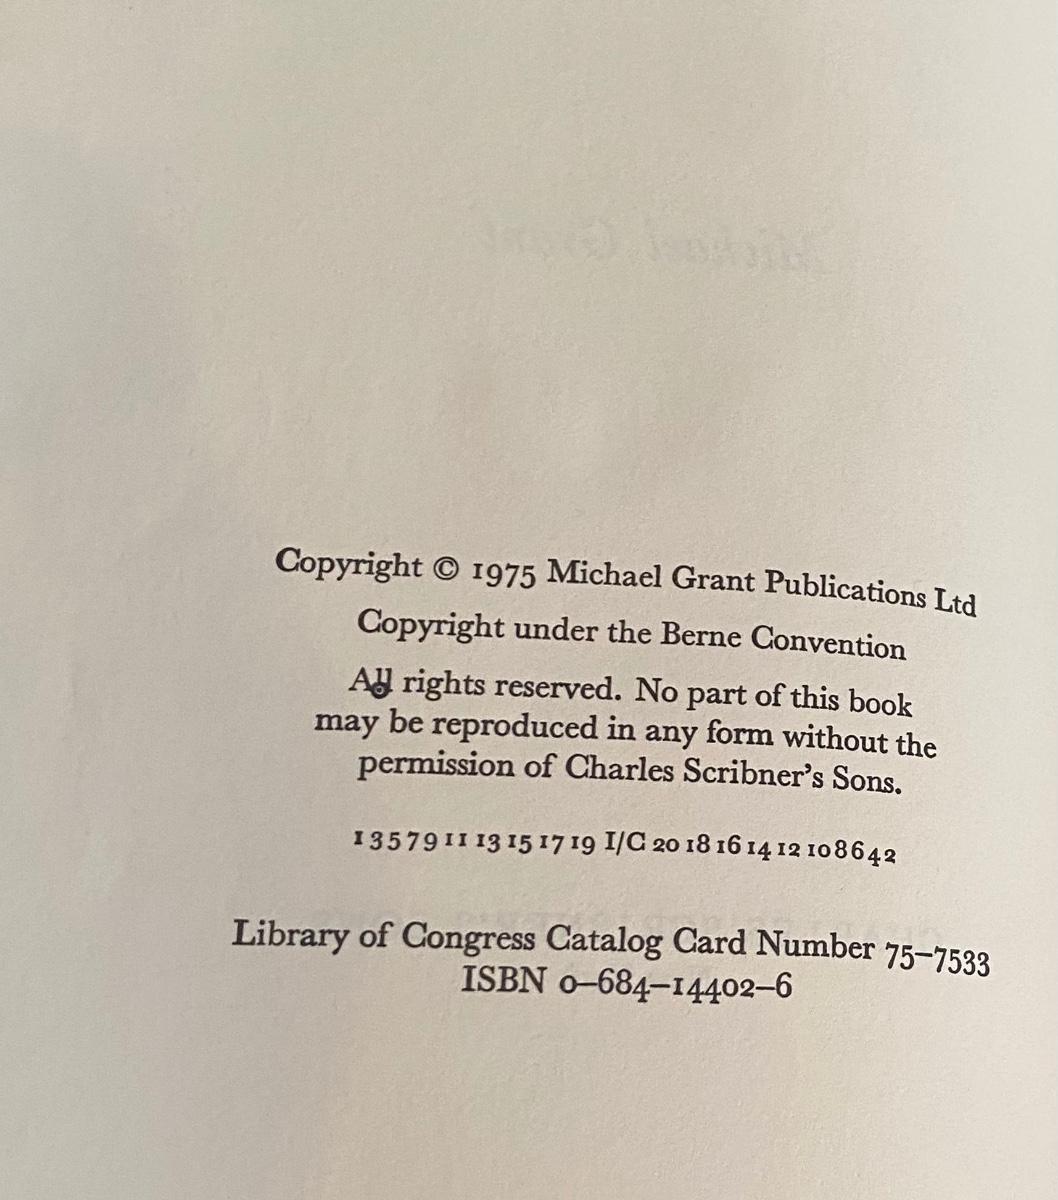 Copyright © 1975 Michael Grant Publications Ltd
Copyright under the Berne Convention
All rights reserved. No part of this book
may be reproduced in any form without the
permission of Charles Scribner's Sons.
1 3 5 7 9 11 13 15 17 19 I/C 20 18 16 14 12 10 8 6 4 2
Library of Congress Catalog Card Number 75–7533
ISBN 0–684–14402–6